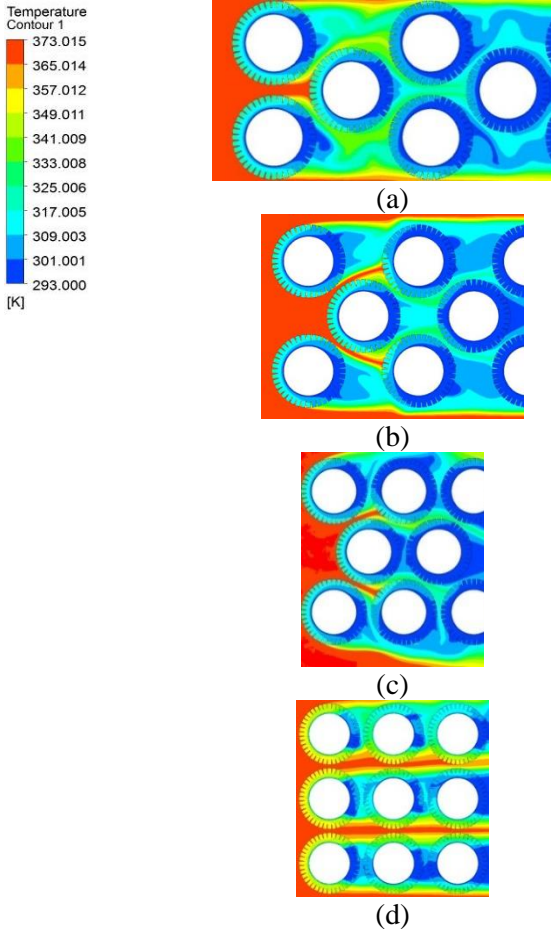 Temperature
Contour 1
373.015
365.014
357.012
349.011
341.009
333.008
325.006
317.005
309.003
301.001
293.000
[K]
(a)
(b)
(c)
(d)